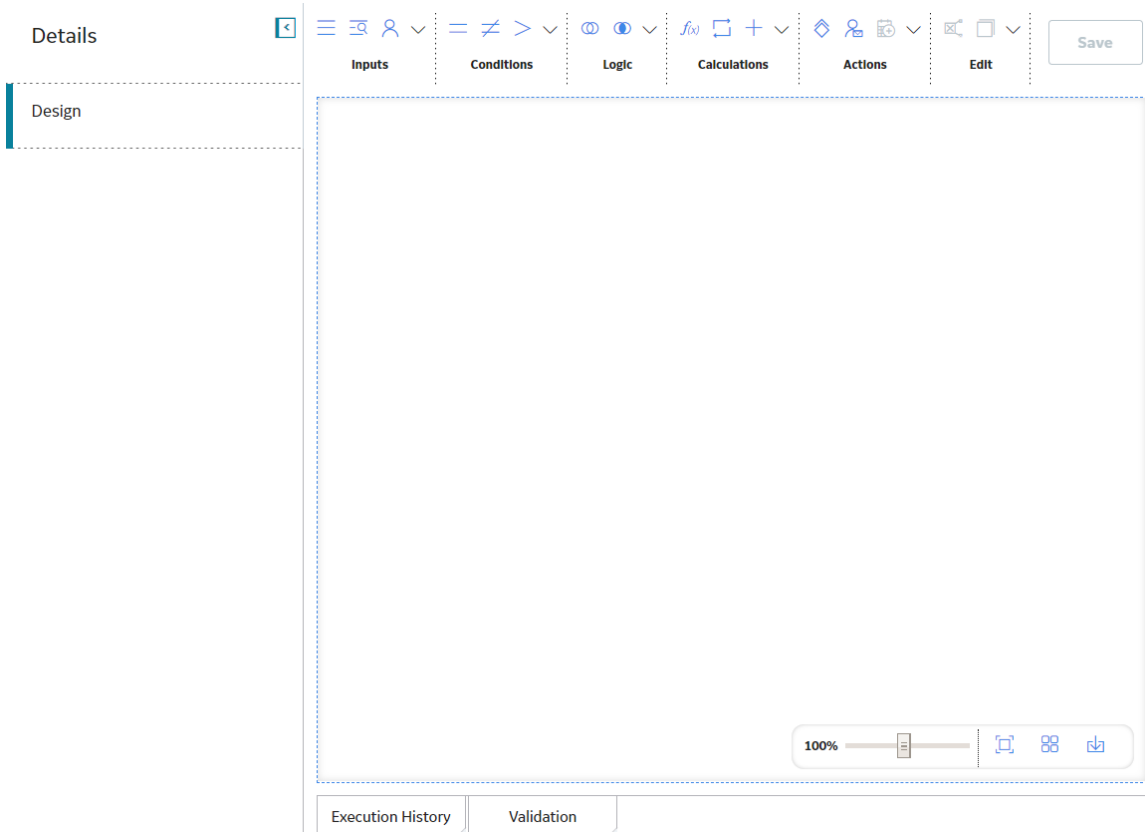 Details
Design
Inputs
Conditions
Logic
f(x)
Calculations
Actions
Edit
Save
100%
Execution History
Validation